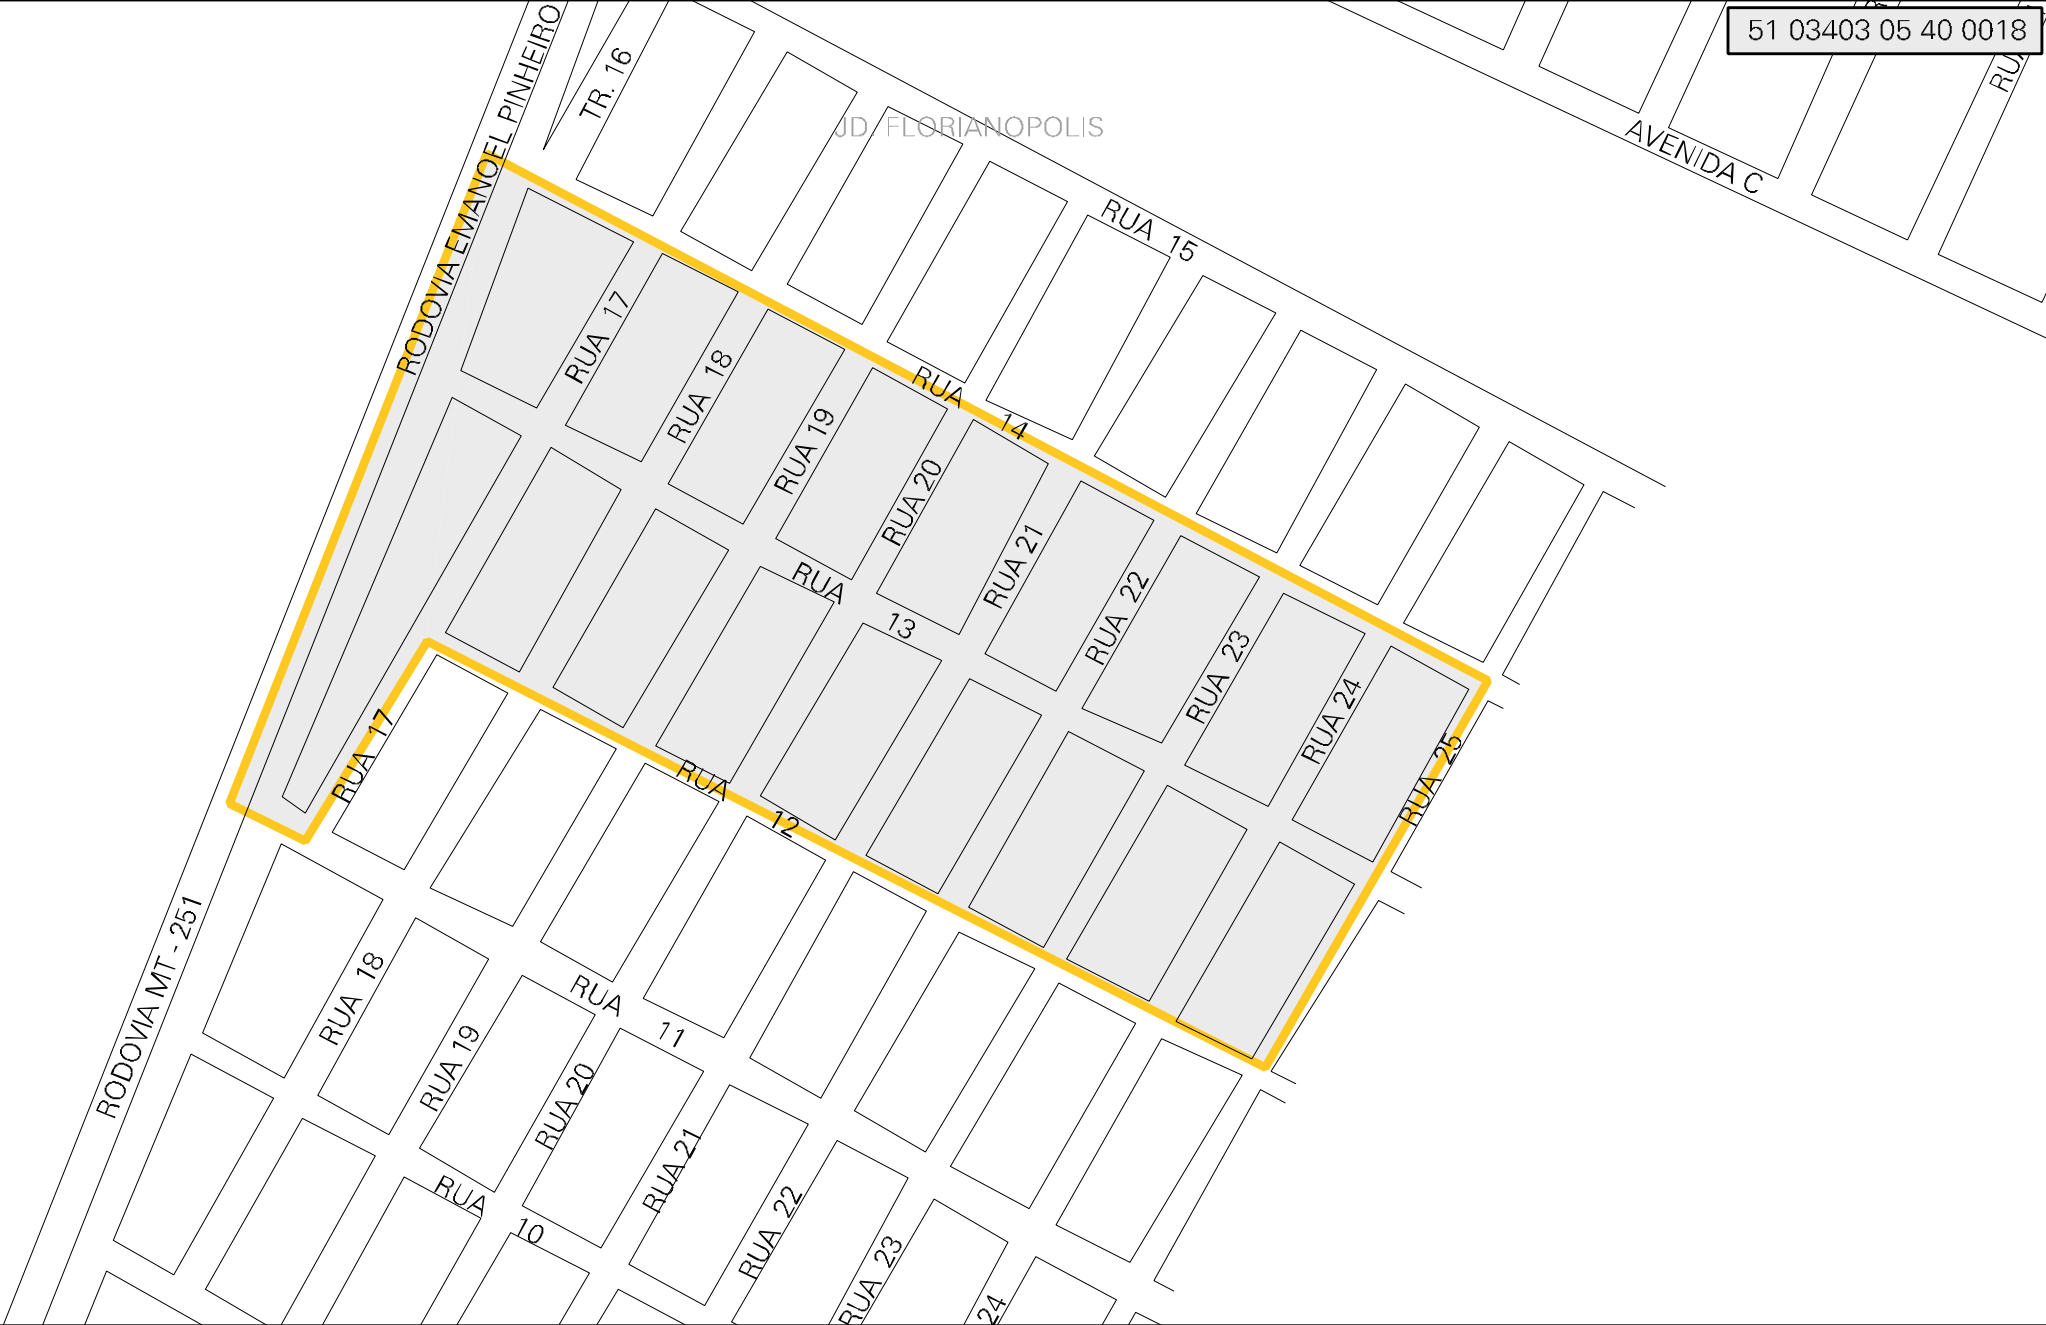 51 03403 05 40 0018
RODOVIA EMANOEL PINHEIRO
TR. 16
JD. FLORIANOPOLIS
RUA 15
AVENIDA C
RUA 17
RUA 18
RUA 19
RUA 20
RUA 21
RUA 22
RUA 23
RUA 24
RUA 25
RUA 14
RUA 13
RUA 12
RUA 17
RODOVIA MT - 251
RUA 18
RUA 19
RUA 20
RUA 21
RUA 22
RUA 23
24
RUA 11
RUA 10